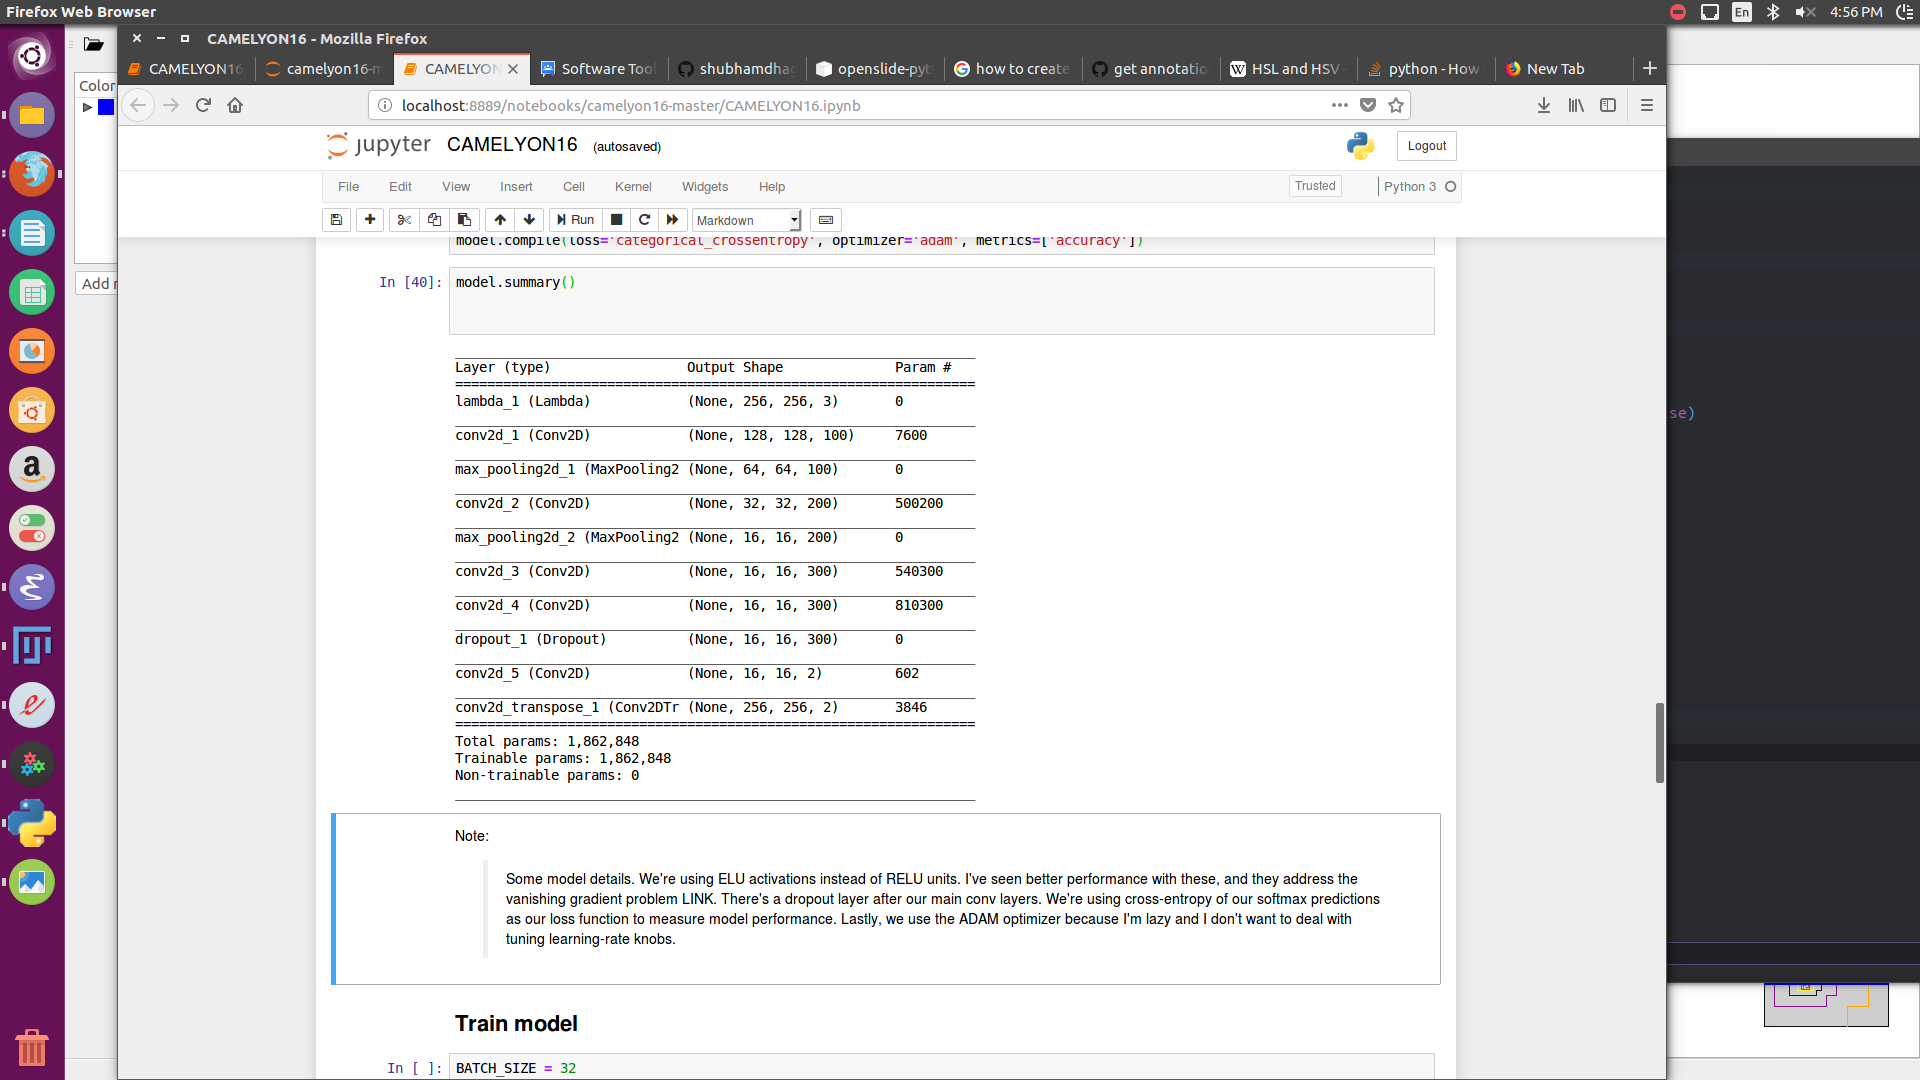 Firefox Web Browser
En
4:56 PM
CAMELYON16 - Mozilla Firefox
CAMELYON16
camelyon16-m
CAMELYON
Software Too
shubhamdha
openslide-pyt
how to create
get annotatio
HSL and HSV
python - How
New Tab
localhost:8889/notebooks/camelyon16-master/CAMELYON16.ipynb
Color
Add
jupyter CAMELYON16 (autosaved)
Logout
File Edit View Insert Cell Kernel Widgets Help
Trusted
Python 3
Run
Markdown
model.compile(loss='categorical_crossentropy', optimizer='adam', metrics=['accuracy'])
In [40]: model.summary()
Layer (type) Output Shape Param #
lambda_1 (Lambda) (None, 256, 256, 3) 0
conv2d_1 (Conv2D) (None, 128, 128, 100) 7600
max_pooling2d_1 (MaxPooling2 (None, 64, 64, 100) 0
conv2d_2 (Conv2D) (None, 32, 32, 200) 500200
max_pooling2d_2 (MaxPooling2 (None, 16, 16, 200) 0
conv2d_3 (Conv2D) (None, 16, 16, 300) 540300
conv2d_4 (Conv2D) (None, 16, 16, 300) 810300
dropout_1 (Dropout) (None, 16, 16, 300) 0
conv2d_5 (Conv2D) (None, 16, 16, 2) 602
conv2d_transpose_1 (Conv2DTr (None, 256, 256, 2) 3846
Total params: 1,862,848
Trainable params: 1,862,848
Non-trainable params: 0
Note:
Some model details. We're using ELU activations instead of RELU units. I've seen better performance with these, and they address the
vanishing gradient problem LINK. There's a dropout layer after our main conv layers. We're using cross-entropy of our softmax predictions
as our loss function to measure model performance. Lastly, we use the ADAM optimizer because I'm lazy and I don't want to deal with
tuning learning-rate knobs.
Train model
In [ ]: BATCH_SIZE = 32
se)